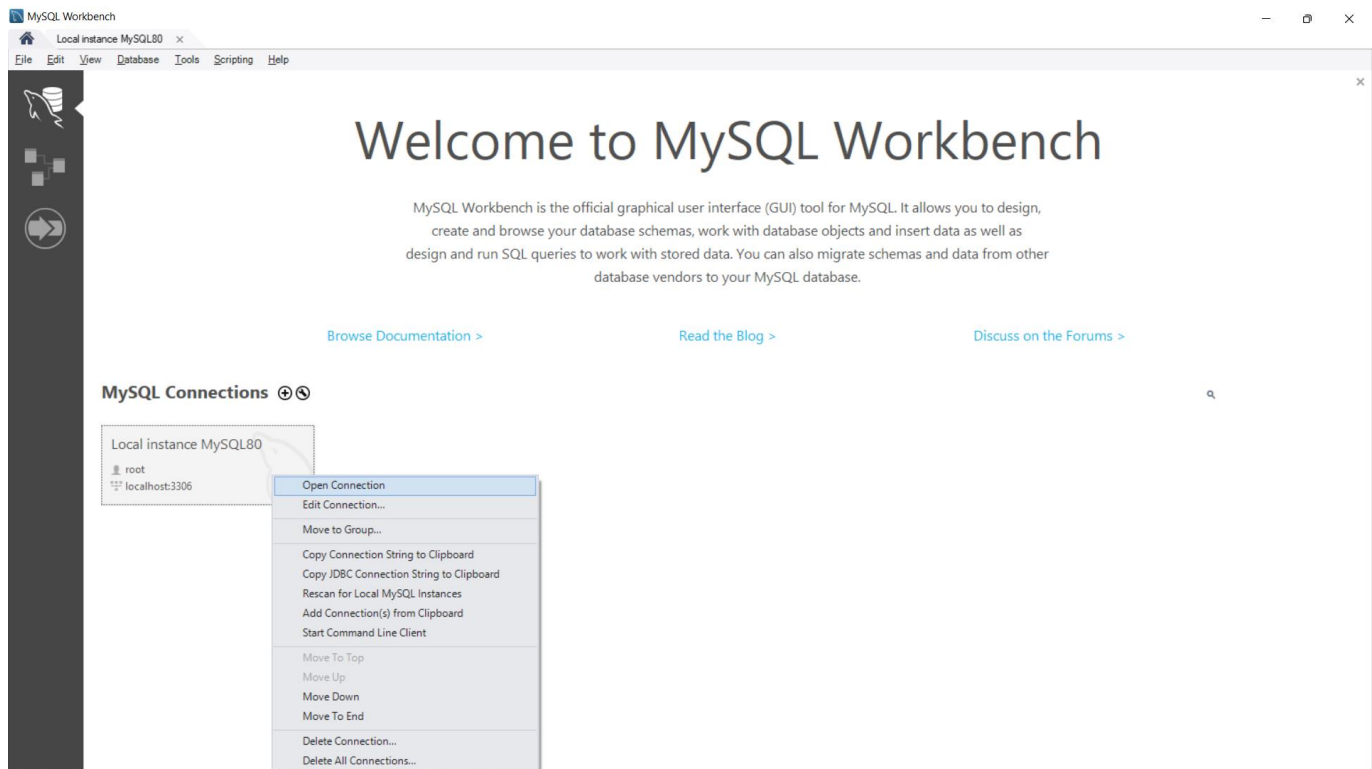 MySQL Workbench
Local instance MySQL80
File Edit View Database Tools Scripting Help
Welcome to MySQL Workbench
MySQL Workbench is the official graphical user interface (GUI) tool for MySQL. It allows you to design,
create and browse your database schemas, work with database objects and insert data as well as
design and run SQL queries to work with stored data. You can also migrate schemas and data from other
database vendors to your MySQL database.
Browse Documentation > Read the Blog > Discuss on the Forums >
MySQL Connections
Local instance MySQL80
root
localhost:3306
Open Connection
Edit Connection...
Move to Group...
Copy Connection String to Clipboard
Copy JDBC Connection String to Clipboard
Rescan for Local MySQL Instances
Add Connection(s) from Clipboard
Start Command Line Client
Move To Top
Move Up
Move Down
Move To End
Delete Connection...
Delete All Connections...